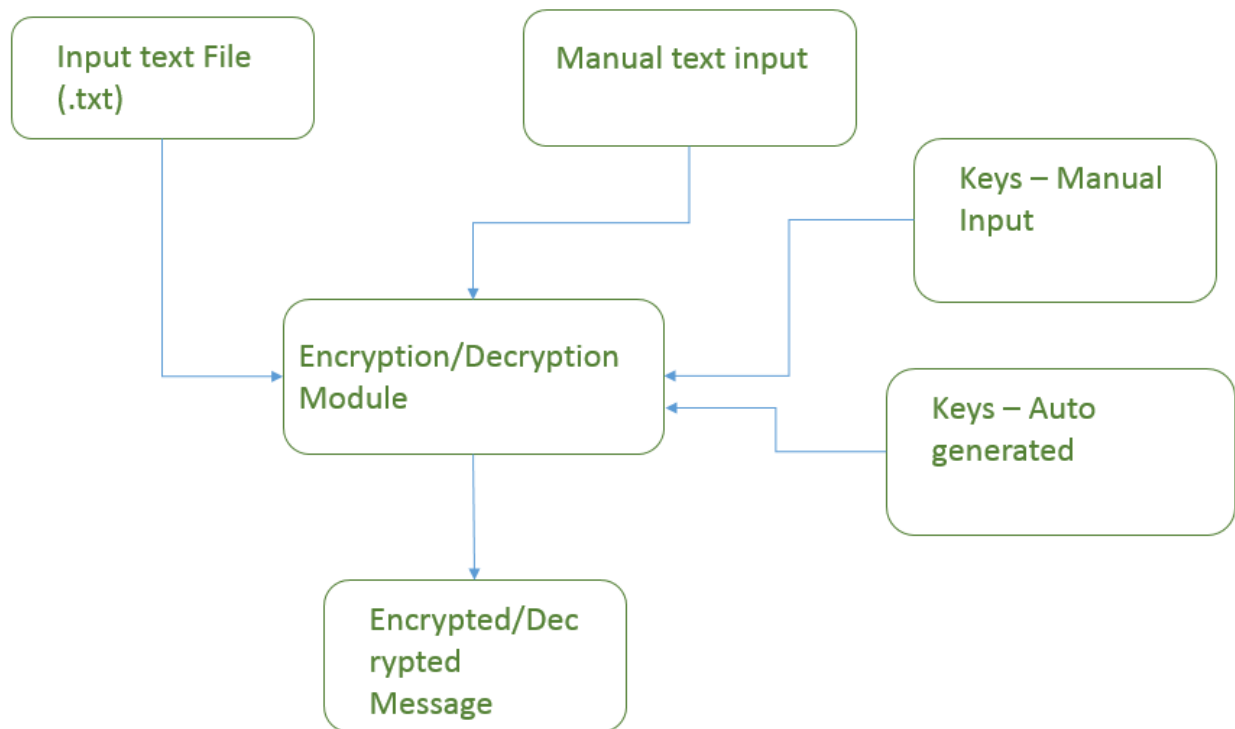 Input text File
(.txt)
Manual text input
Keys – Manual
Input
Encryption/Decryption
Module
Keys – Auto
generated
Encrypted/Dec
rypted
Message